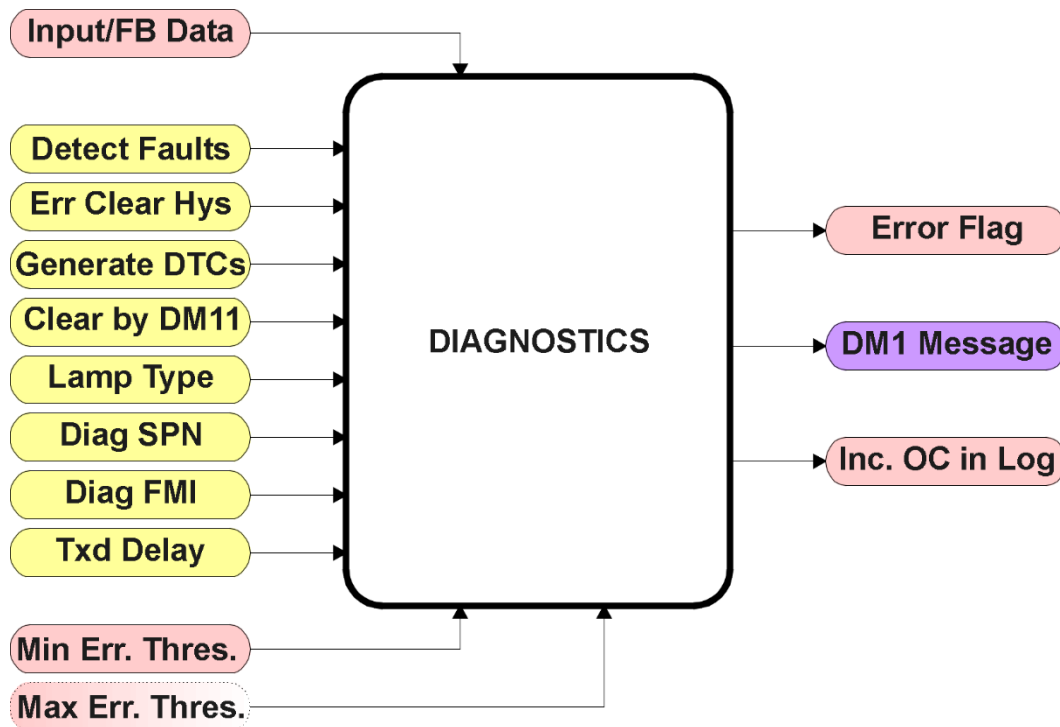 Input/FB Data
Detect Faults
Err Clear Hys
Generate DTCs
Clear by DM11
Lamp Type
Diag SPN
Diag FMI
Txd Delay
Min Err. Thres.
Max Err. Thres.
DIAGNOSTICS
Error Flag
DM1 Message
Inc. OC in Log